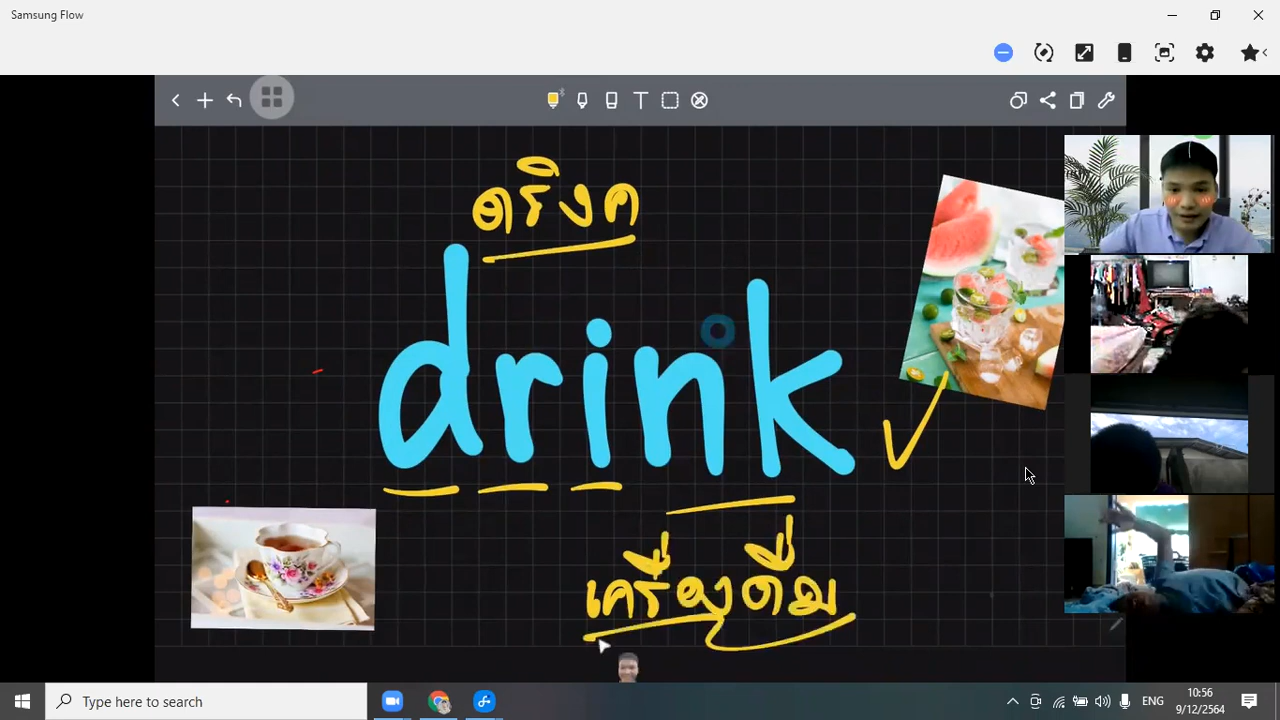 Samsung Flow
ดริงค
drink
เครื่องดื่ม
Type here to search
ENG
10:56
9/12/2564